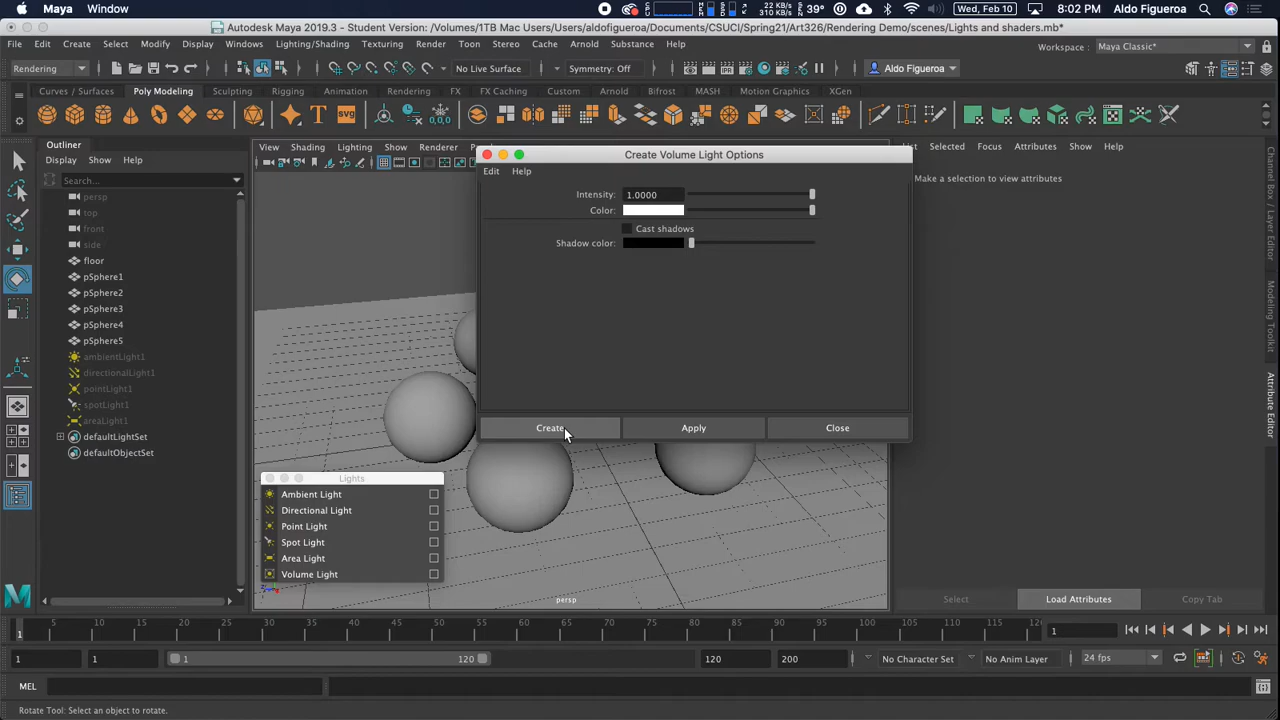 Maya Window 39° Wed, Feb 10 8:02 PM Aldo Figueroa
Autodesk Maya 2019.3 - Student Version: /Volumes/1TB Mac Users/Users/aldofigueroa/Documents/CSUCI/Spring21/Art326/Rendering Demo/scenes/Lights and shaders.mb*
File Edit Create Select Modify Display Windows Lighting/Shading Texturing Render Toon Stereo Cache Arnold Substance Help Workspace : Maya Classic*
Rendering No Live Surface Symmetry: Off Aldo Figueroa
Curves / Surfaces Poly Modeling Sculpting Rigging Animation Rendering FX FX Caching Custom Arnold Bifrost MASH Motion Graphics XGen
Outliner
Display Show Help
Search...
persp
top
front
side
floor
pSphere1
pSphere2
pSphere3
pSphere4
pSphere5
ambientLight1
directionalLight1
pointLight1
spotLight1
areaLight1
defaultLightSet
defaultObjectSet
View Shading Lighting Show Renderer
Create Volume Light Options
Edit Help
Intensity: 1.0000
Color:
Cast shadows
Shadow color:
Create Apply Close
Lights
Ambient Light
Directional Light
Point Light
Spot Light
Area Light
Volume Light
persp
Selected Focus Attributes Show Help
Make a selection to view attributes
Select Load Attributes Copy Tab
Channel Box / Layer Editor
Modeling Toolkit
Attribute Editor
1 5 10 15 20 25 30 35 40 45 50 55 60 65 70 75 80 85 90 95 100 105 110 115 1
1 1 1 120 120 200 No Character Set No Anim Layer 24 fps
MEL
Rotate Tool: Select an object to rotate.